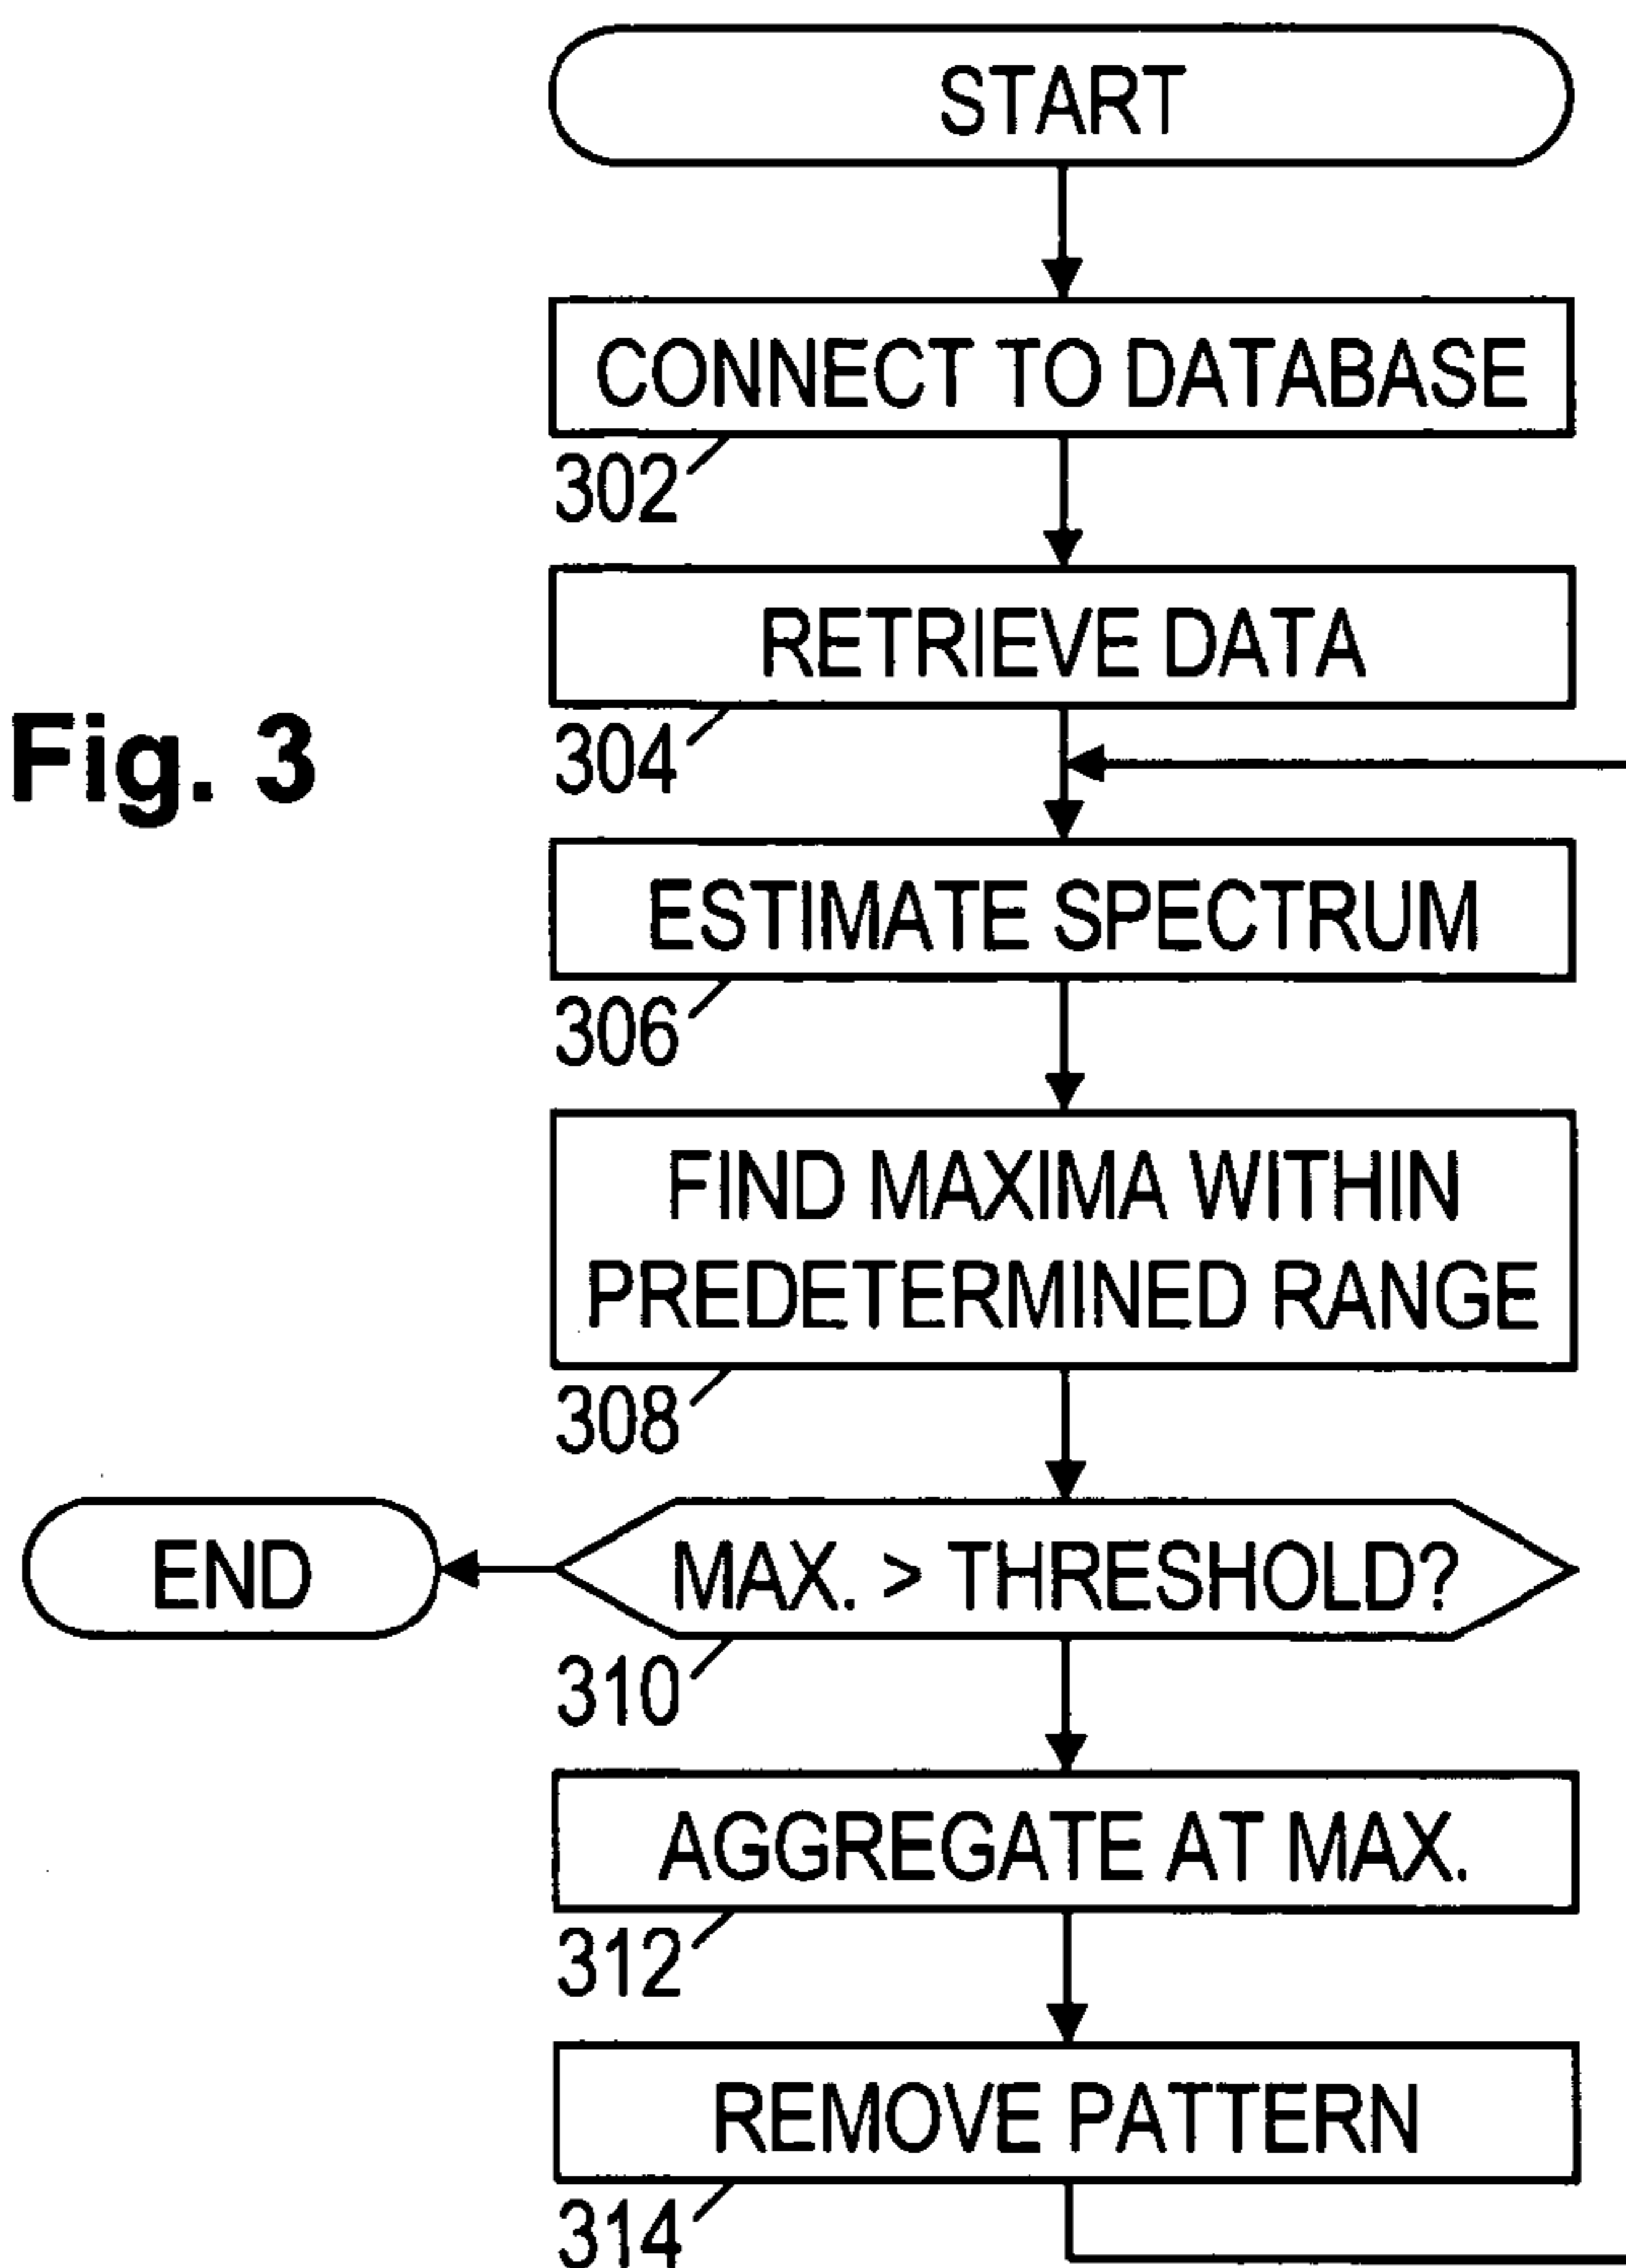 START
CONNECT TO DATABASE
302
RETRIEVE DATA
304
Fig. 3
ESTIMATE SPECTRUM
306
FIND MAXIMA WITHIN
PREDETERMINED RANGE
308
END
MAX. > THRESHOLD?
310
AGGREGATE AT MAX.
312
REMOVE PATTERN
314